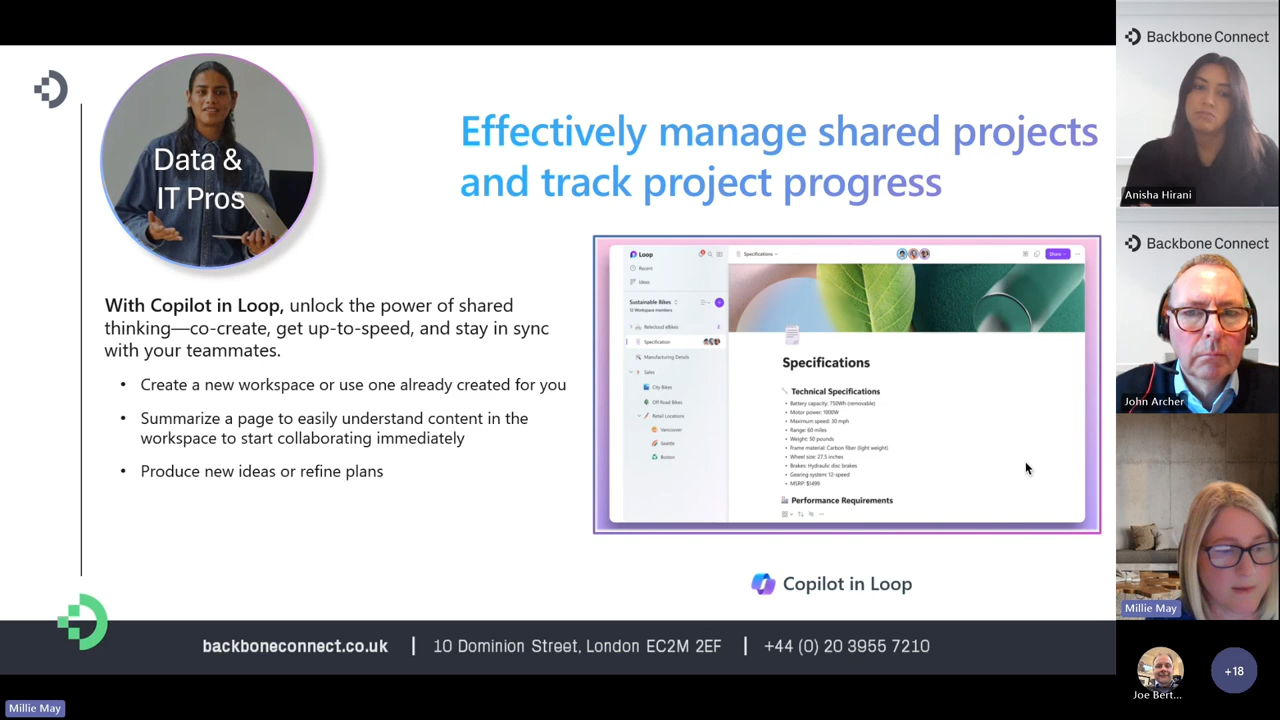 Data &
IT Pros
Effectively manage shared projects
and track project progress
With Copilot in Loop, unlock the power of shared
thinking—co-create, get up-to-speed, and stay in sync
with your teammates.
• Create a new workspace or use one already created for you
• Summarize a page to easily understand content in the
workspace to start collaborating immediately
• Produce new ideas or refine plans
Loop
Recent
Ideas
Sustainable Bikes
12 Workspace members
Relecloud eBikes
Specification
Manufacturing Details
Sales
City Bikes
Off Road Bikes
Retail Locations
Vancouver
Seattle
Boston
Specifications
Share
Specifications
Technical Specifications
• Battery capacity: 750Wh (removable)
• Motor power: 1000W
• Maximum speed: 30 mph
• Range: 60 miles
• Weight: 50 pounds
• Frame material: Carbon fiber (light weight)
• Wheel size: 27.5 inches
• Brakes: Hydraulic disc brakes
• Gearing system: 12-speed
• MSRP: $1499
Performance Requirements
Copilot in Loop
backboneconnect.co.uk | 10 Dominion Street, London EC2M 2EF | +44 (0) 20 3955 7210
Millie May
Backbone Connect
Anisha Hirani
Backbone Connect
John Archer
Millie May
Joe Bert...
+18